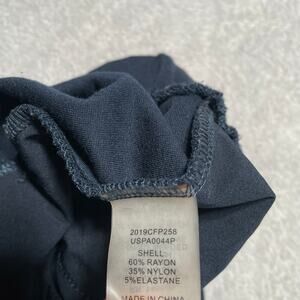 2019CFP258
USPA0044P
SHELL:
60% RAYON
35% NYLON
5% ELASTANE
MADE IN CHINA